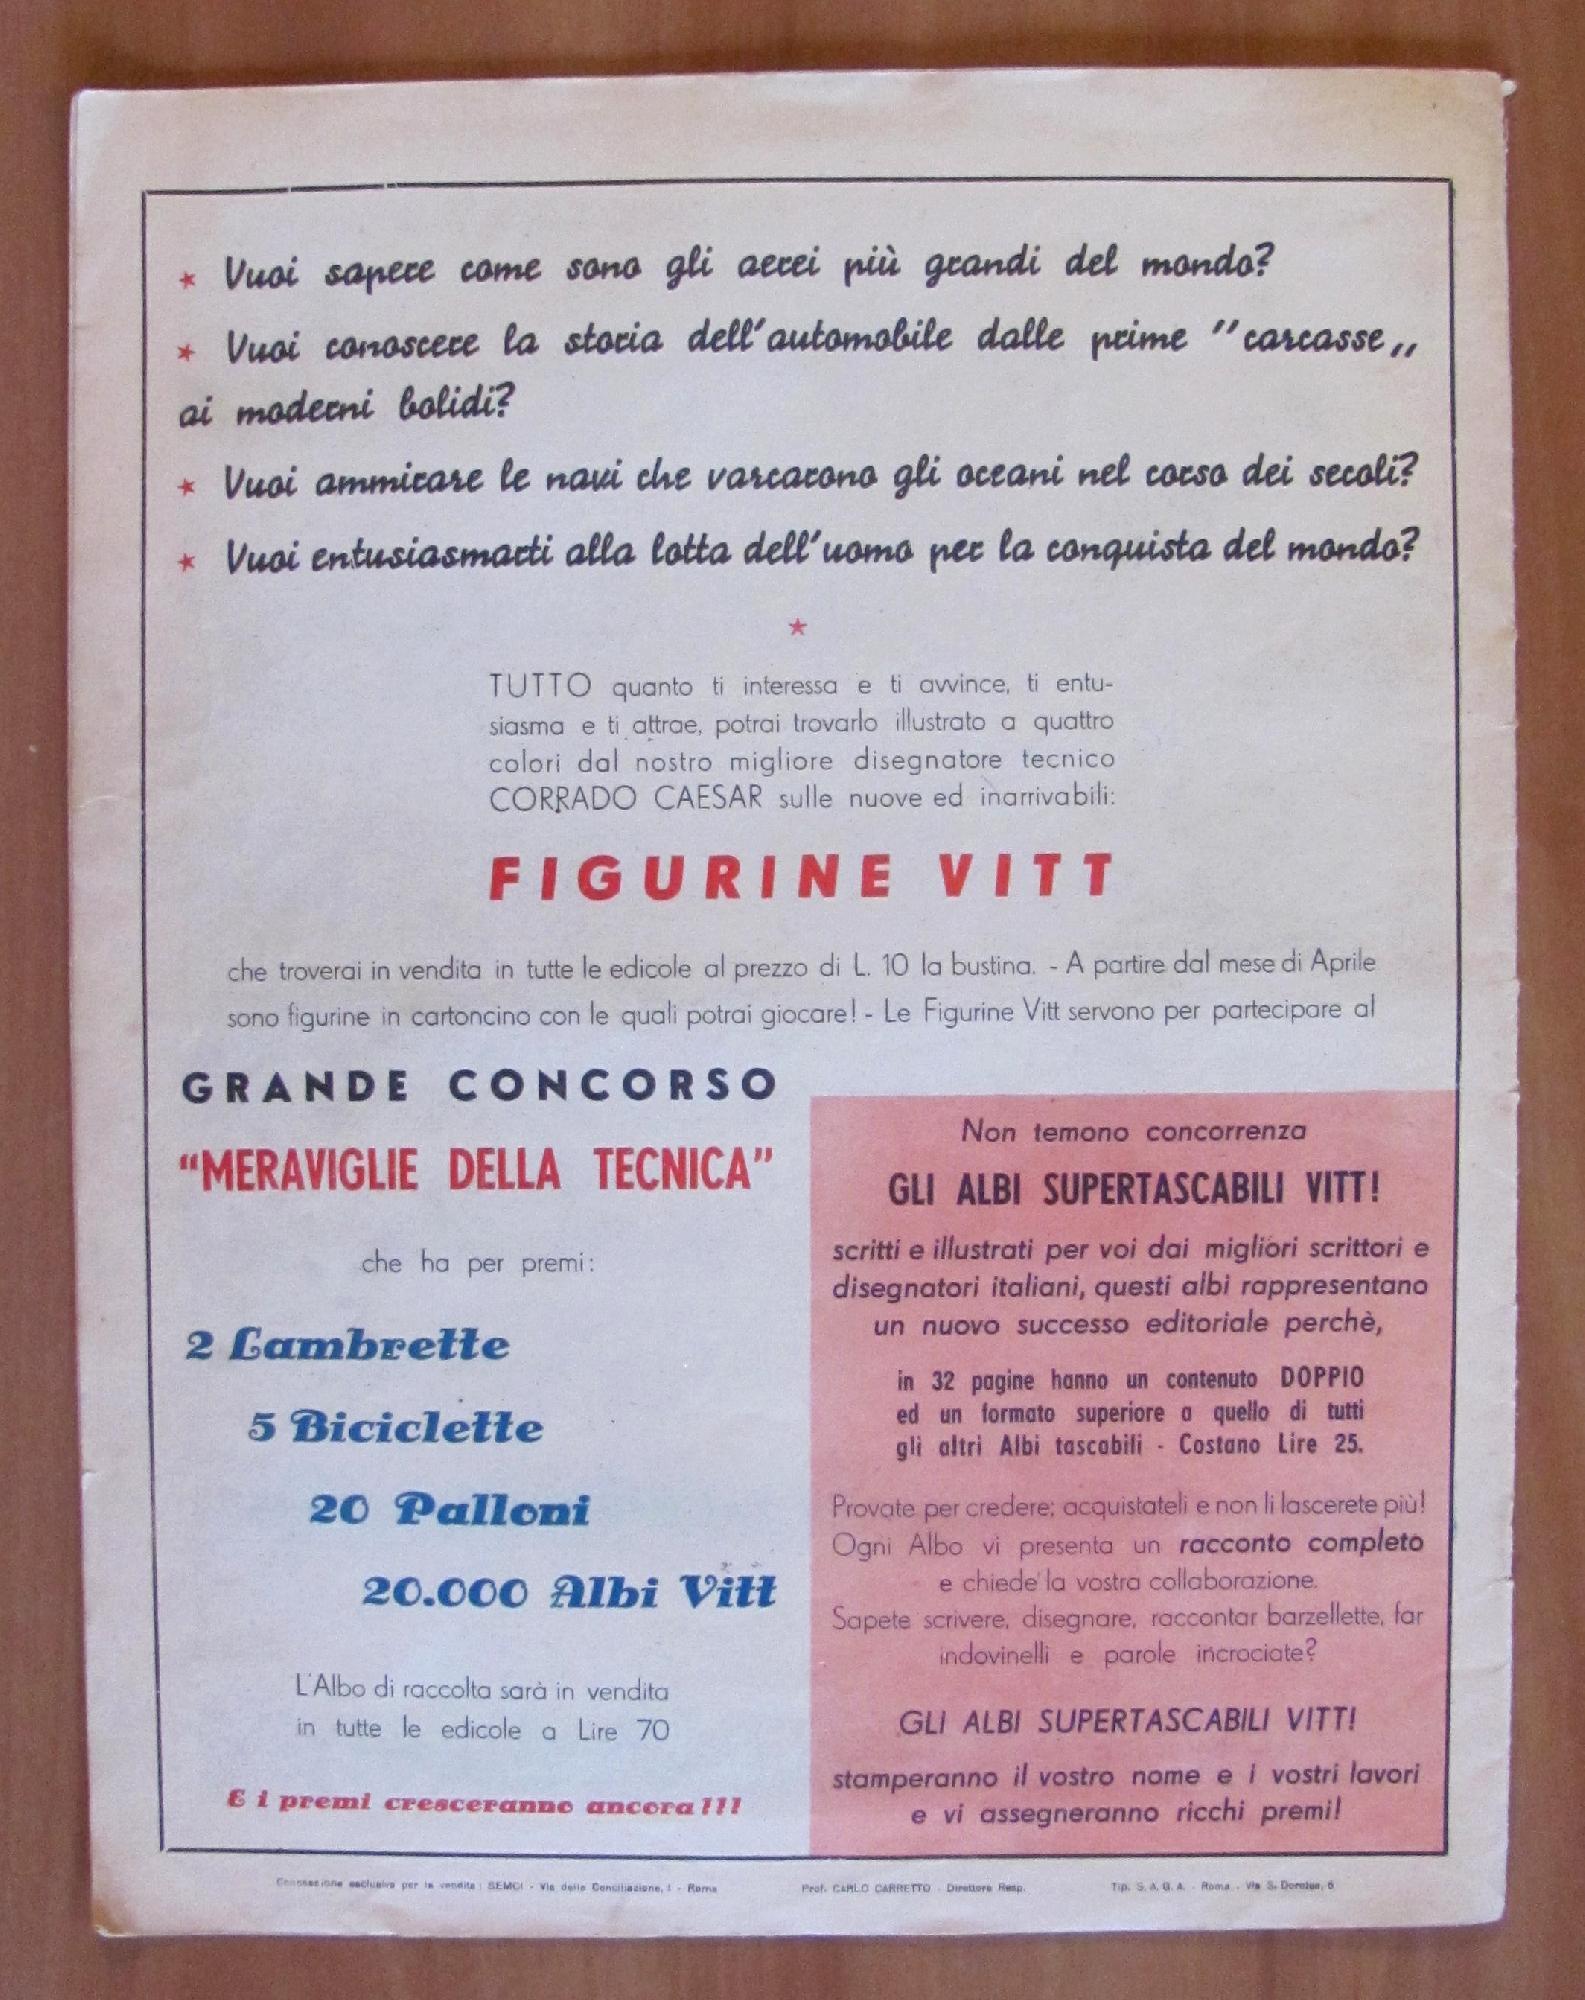 ★ Vuoi sapere come sono gli aerei più grandi del mondo?
★ Vuoi conoscere la storia dell'automobile dalle prime "carcasse„
ai moderni bolidi?
★ Vuoi ammirare le navi che varcarono gli oceani nel corso dei secoli?
★ Vuoi entusiasmarti alla lotta dell'uomo per la conquista del mondo?
★
TUTTO quanto ti interessa e ti avvince, ti entu-
siasma e ti attrae, potrai trovarlo illustrato a quattro
colori dal nostro migliore disegnatore tecnico
CORRADO CAESAR sulle nuove ed inarrivabili:
FIGURINE VITT
che troverai in vendita in tutte le edicole al prezzo di L. 10 la bustina. - A partire dal mese di Aprile
sono figurine in cartoncino con le quali potrai giocare! - Le Figurine Vitt servono per partecipare al
GRANDE CONCORSO
“MERAVIGLIE DELLA TECNICA”
che ha per premi:
2 Lambrette
5 Biciclette
20 Palloni
20.000 Albi Vitt
L'Albo di raccolta sarà in vendita
in tutte le edicole a Lire 70
E i premi cresceranno ancora!!!
Non temono concorrenza
GLI ALBI SUPERTASCABILI VITT!
scritti e illustrati per voi dai migliori scrittori e
disegnatori italiani, questi albi rappresentano
un nuovo successo editoriale perchè,
in 32 pagine hanno un contenuto DOPPIO
ed un formato superiore a quello di tutti
gli altri Albi tascabili - Costano Lire 25.
Provate per credere; acquistateli e non li lascerete più!
Ogni Albo vi presenta un racconto completo
e chiede la vostra collaborazione.
Sapete scrivere, disegnare, raccontar barzellette, far
indovinelli e parole incrociate?
GLI ALBI SUPERTASCABILI VITT!
stamperanno il vostro nome e i vostri lavori
e vi assegneranno ricchi premi!
Concessione esclusiva per la vendita: SEMCI - Via della Conciliazione, 1 - Roma
Prof. CARLO CARRETTO - Direttore Resp.
Tip. S. A. G. A. - Roma - Via S. Dorotea, 6